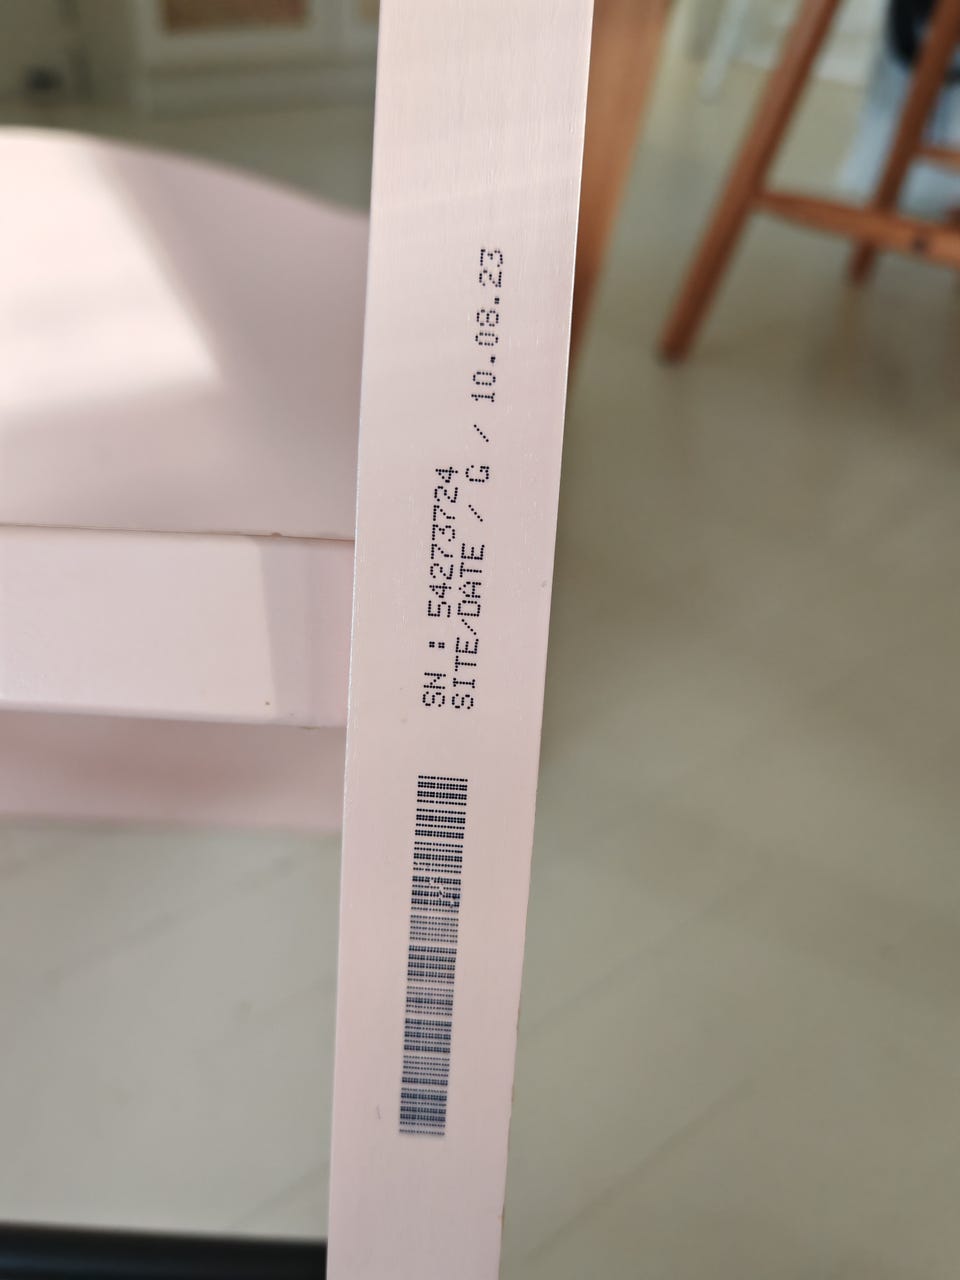 SN : 54273724
SITE/DATE / G / 10.08.23